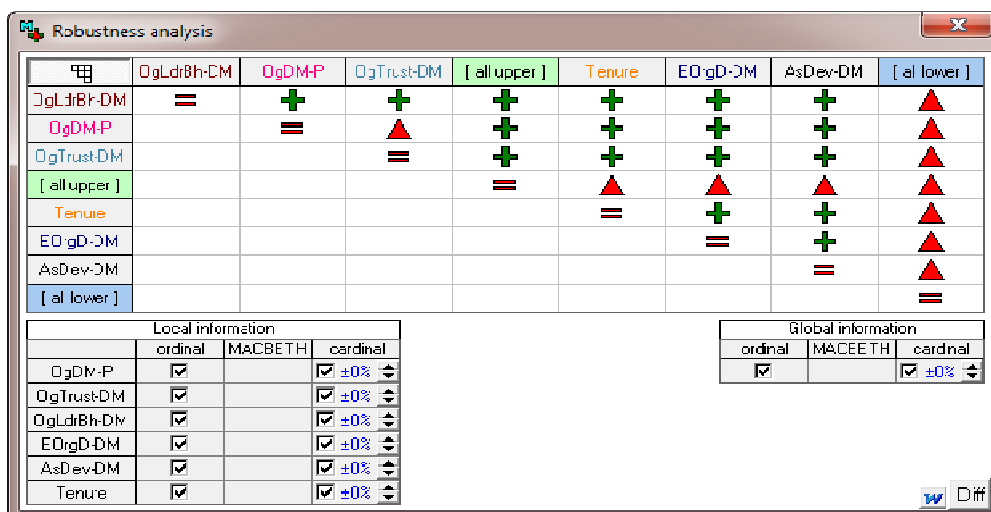 Robustness analysis
OgLdrBh-DM OgDM-P OgTrust-DM [ all upper ] Tenure EOrgD-DM AsDev-DM [ all lower ]
OgLdrBh-DM
OgDM-P
OgTrust-DM
[ all upper ]
Tenure
EOrgD-DM
AsDev-DM
[ all lower ]
Local information
ordinal MACBETH cardinal
OgDM-P ±0%
OgTrust-DM ±0%
OgLdrBh-DM ±0%
EOrgD-DM ±0%
AsDev-DM ±0%
Tenure ±0%
Global information
ordinal MACBETH cardinal
±0%
Diff